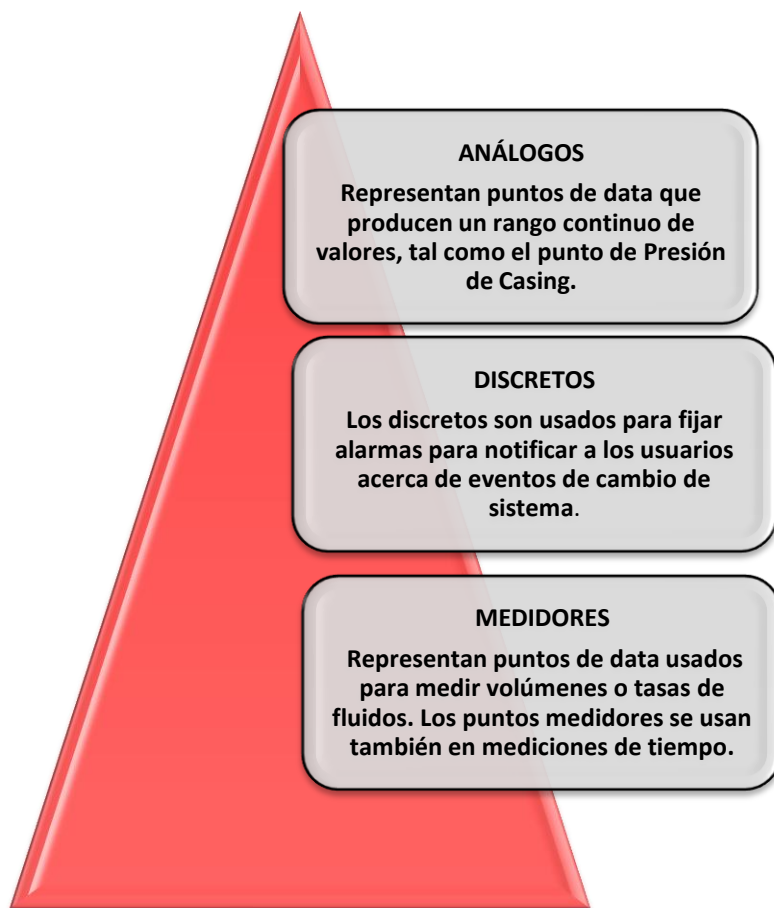 ANÁLOGOS
Representan puntos de data que
producen un rango continuo de
valores, tal como el punto de Presión
de Casing.
DISCRETOS
Los discretos son usados para fijar
alarmas para notificar a los usuarios
acerca de eventos de cambio de
sistema.
MEDIDORES
Representan puntos de data usados
para medir volúmenes o tasas de
fluidos. Los puntos medidores se usan
también en mediciones de tiempo.